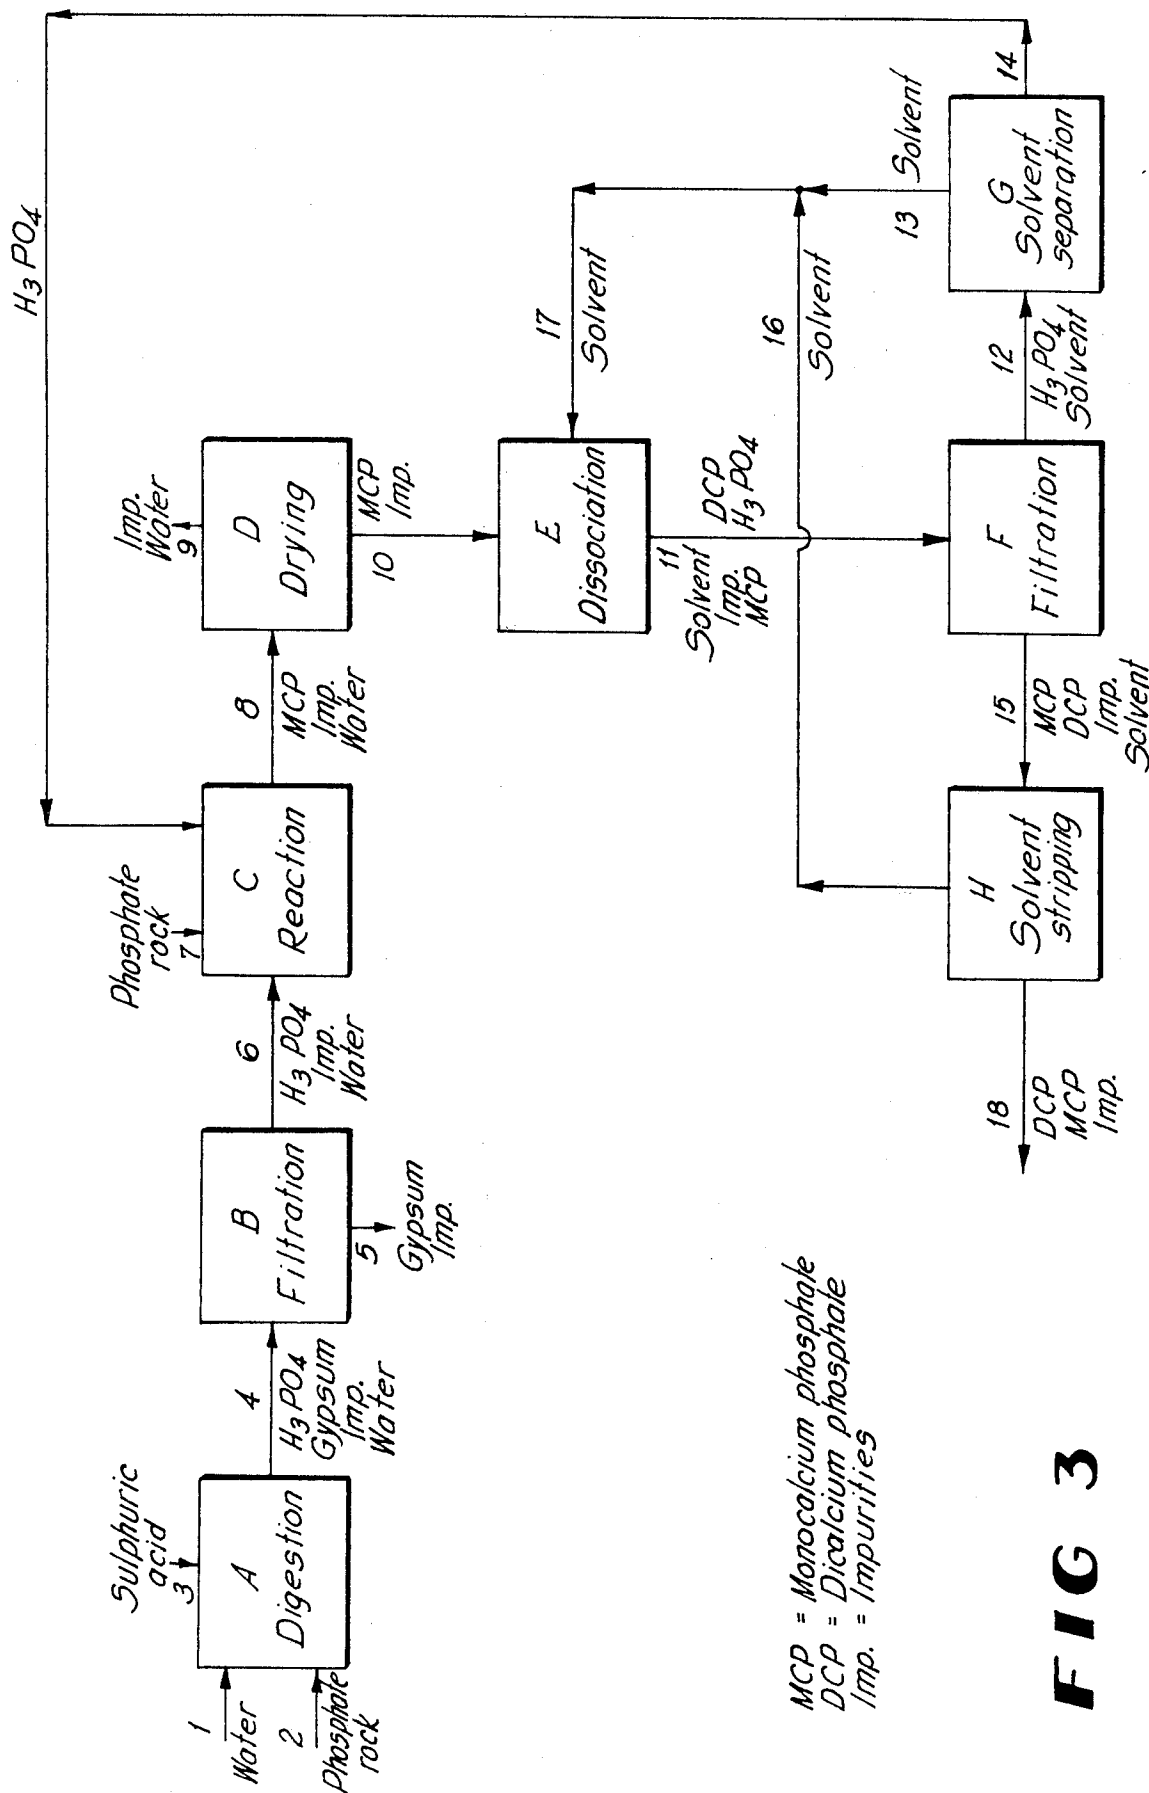 H3PO4
Sulphuric
acid
3
1
Water
2
Phosphate
rock
A
Digestion
4
H3PO4
Gypsum
Imp.
Water
B
Filtration
5
Gypsum
Imp.
6
H3PO4
Imp.
Water
Phosphate
rock
7
C
Reaction
8
MCP
Imp.
Water
Imp.
Water
9
D
Drying
10
MCP
Imp.
17
Solvent
E
Dissociation
11
Solvent
Imp.
MCP
DCP
H3PO4
16
Solvent
13
Solvent
14
18
DCP
MCP
Imp.
H
Solvent
stripping
15
MCP
DCP
Imp.
Solvent
F
Filtration
12
H3PO4
Solvent
G
Solvent
separation
MCP = Monocalcium phosphate
DCP = Dicalcium phosphate
Imp. = Impurities
FIG 3